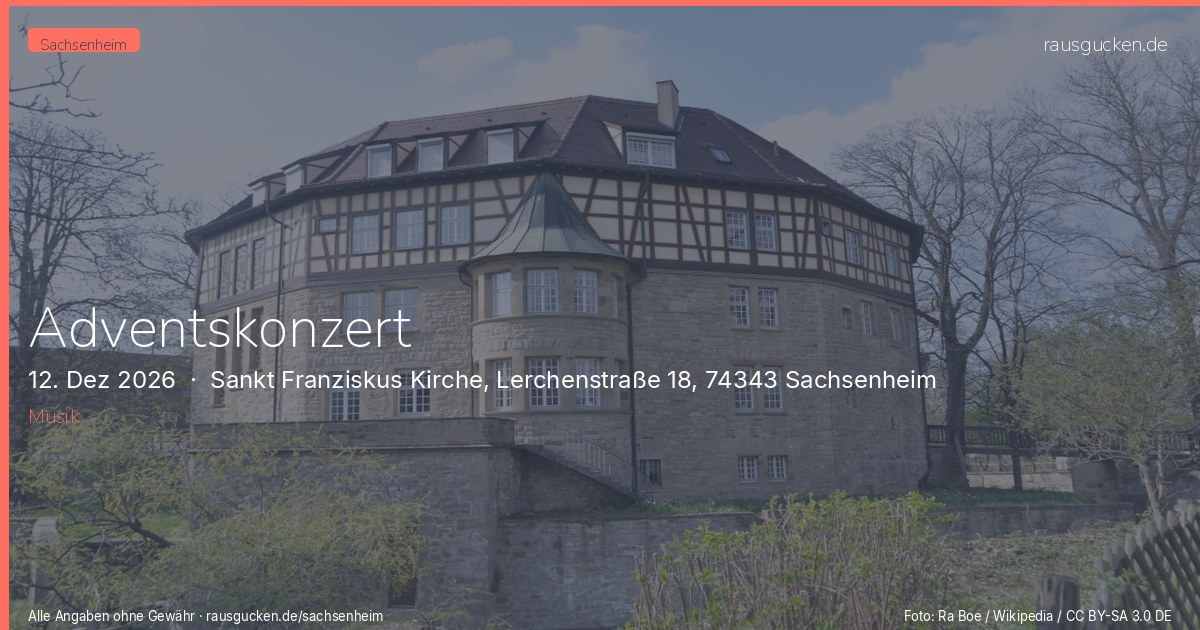 Sachsenheim
rausgucken.de
Adventskonzert
12. Dez 2026 · Sankt Franziskus Kirche, Lerchenstraße 18, 74343 Sachsenheim
Musik
Alle Angaben ohne Gewähr · rausgucken.de/sachsenheim
Foto: Ra Boe / Wikipedia / CC BY-SA 3.0 DE